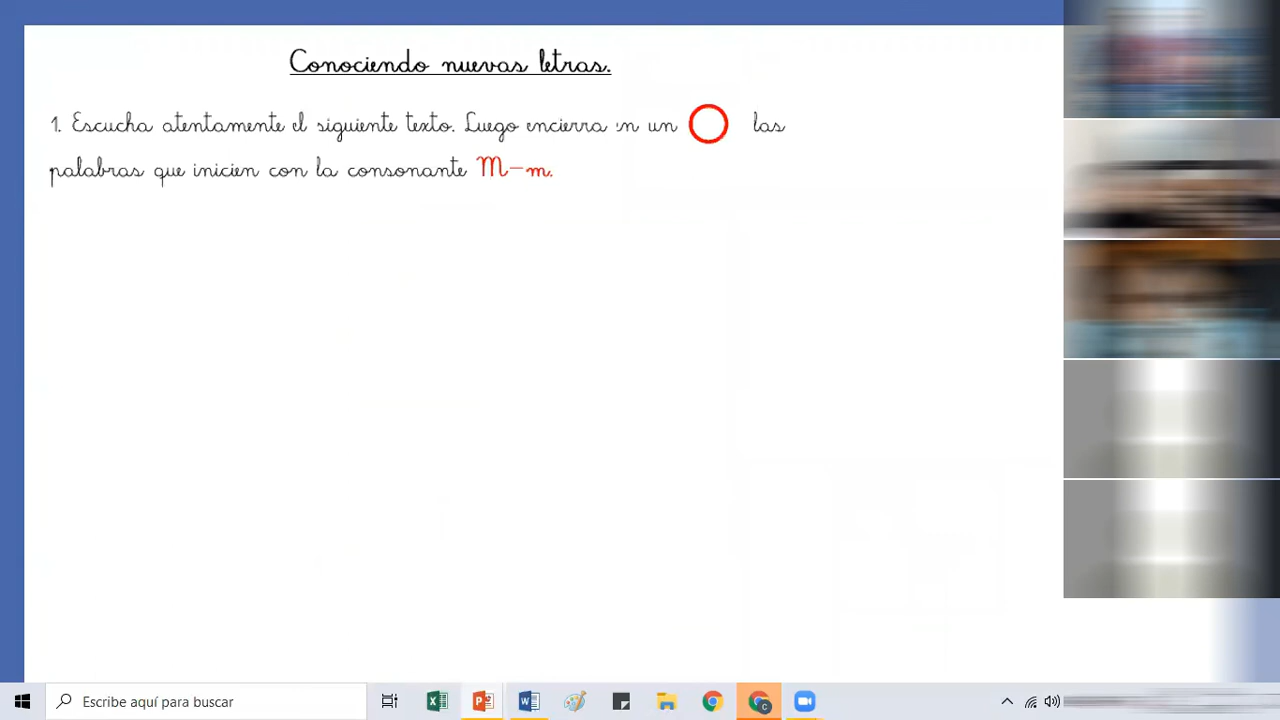 Conociendo nuevas letras.
1. Escucha atentamente el siguiente texto. Luego encierra en un las
palabras que inicien con la consonante M-m.
Escribe aquí para buscar